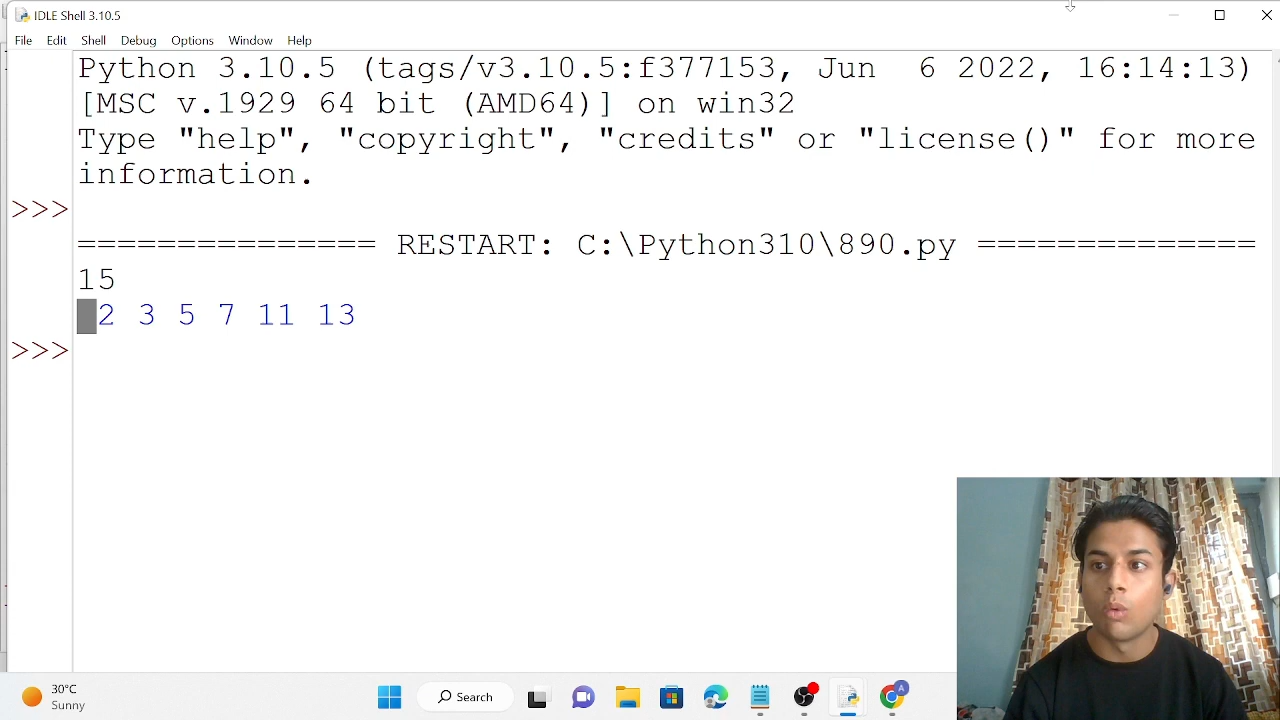 IDLE Shell 3.10.5
File Edit Shell Debug Options Window Help
Python 3.10.5 (tags/v3.10.5:f377153, Jun  6 2022, 16:14:13)
[MSC v.1929 64 bit (AMD64)] on win32
Type "help", "copyright", "credits" or "license()" for more
information.
>>>
=============== RESTART: C:\Python310\890.py ==============
15
2 3 5 7 11 13
>>>
30°C
Sunny
Search
A